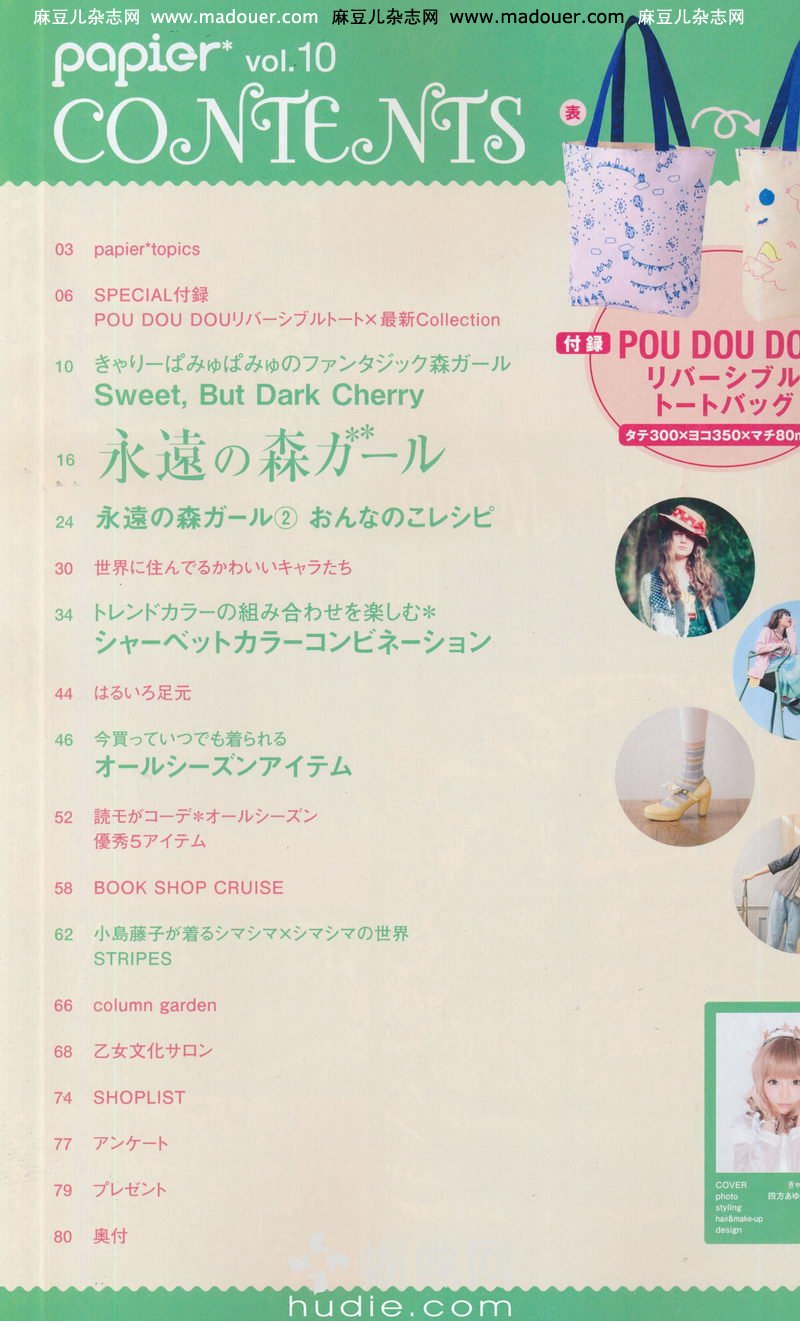 麻豆儿杂志网 www.madouer.com 麻豆儿杂志网 www.madouer.com 麻豆儿杂志网
papier* vol.10
CONTENTS
表
03 papier*topics
06 SPECIAL付録
POU DOU DOUリバーシブルトート×最新Collection
10 きゃりーぱみゅぱみゅのファンタジック森ガール
Sweet, But Dark Cherry
16 永遠の森ガール**
24 永遠の森ガール② おんなのこレシピ
30 世界に住んでるかわいいキャラたち
34 トレンドカラーの組み合わせを楽しむ*
シャーベットカラーコンビネーション
44 はるいろ足元
46 今買っていつでも着られる
オールシーズンアイテム
52 読モがコーデ*オールシーズン
優秀5アイテム
58 BOOK SHOP CRUISE
62 小島藤子が着るシマシマ×シマシマの世界
STRIPES
66 column garden
68 乙女文化サロン
74 SHOPLIST
77 アンケート
79 プレゼント
80 奥付
付録 POU DOU DO
リバーシブル
トートバッグ
タテ300×ヨコ350×マチ80m
COVER きゃ
photo 四方あゆ
styling
hair&make-up
design
hudie.com